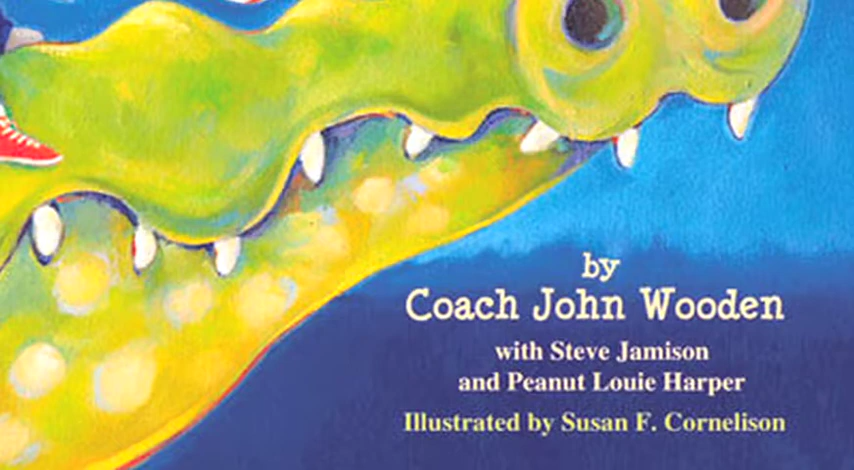 by
Coach John Wooden
with Steve Jamison
and Peanut Louie Harper
Illustrated by Susan F. Cornelison